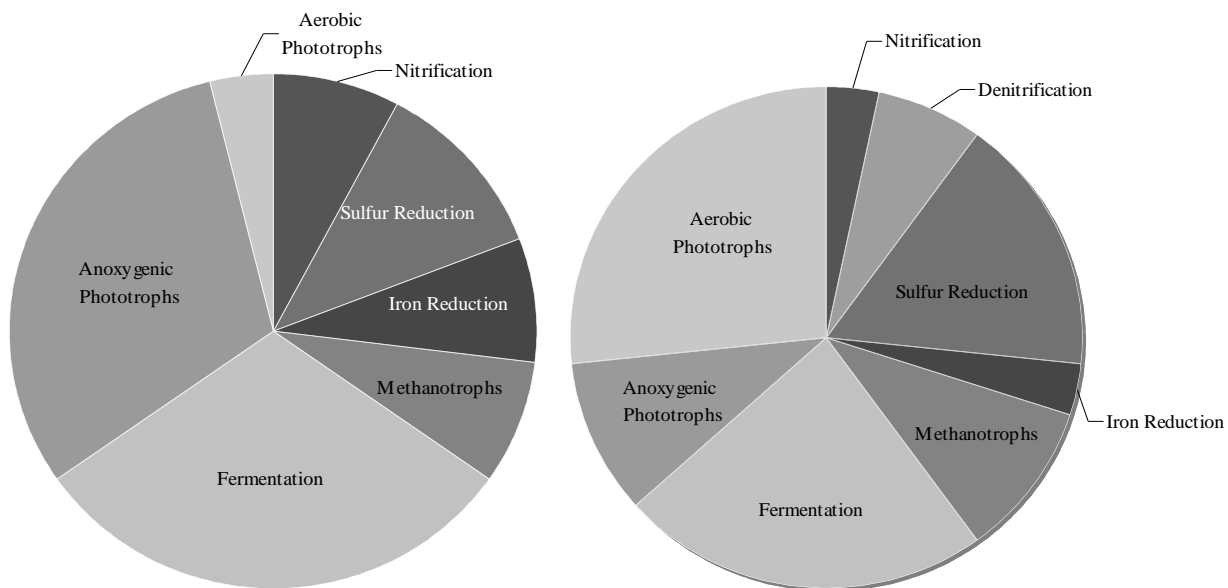 Aerobic
Phototrophs
Nitrification
Sulfur Reduction
Iron Reduction
Methanotrophs
Fermentation
Anoxygenic
Phototrophs
Nitrification
Denitrification
Sulfur Reduction
Iron Reduction
Methanotrophs
Fermentation
Anoxygenic
Phototrophs
Aerobic
Phototrophs